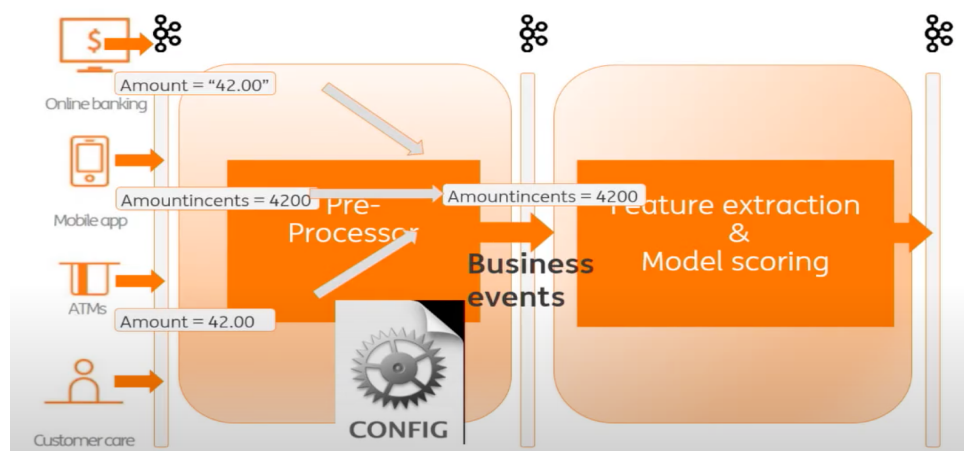 $
Amount = "42.00"
Online banking
Amountincents = 4200
Mobile app
ATMs
Amount = 42.00
Customer care
Pre-
Processor
CONFIG
Amountincents = 4200
Business
events
Feature extraction
&
Model scoring